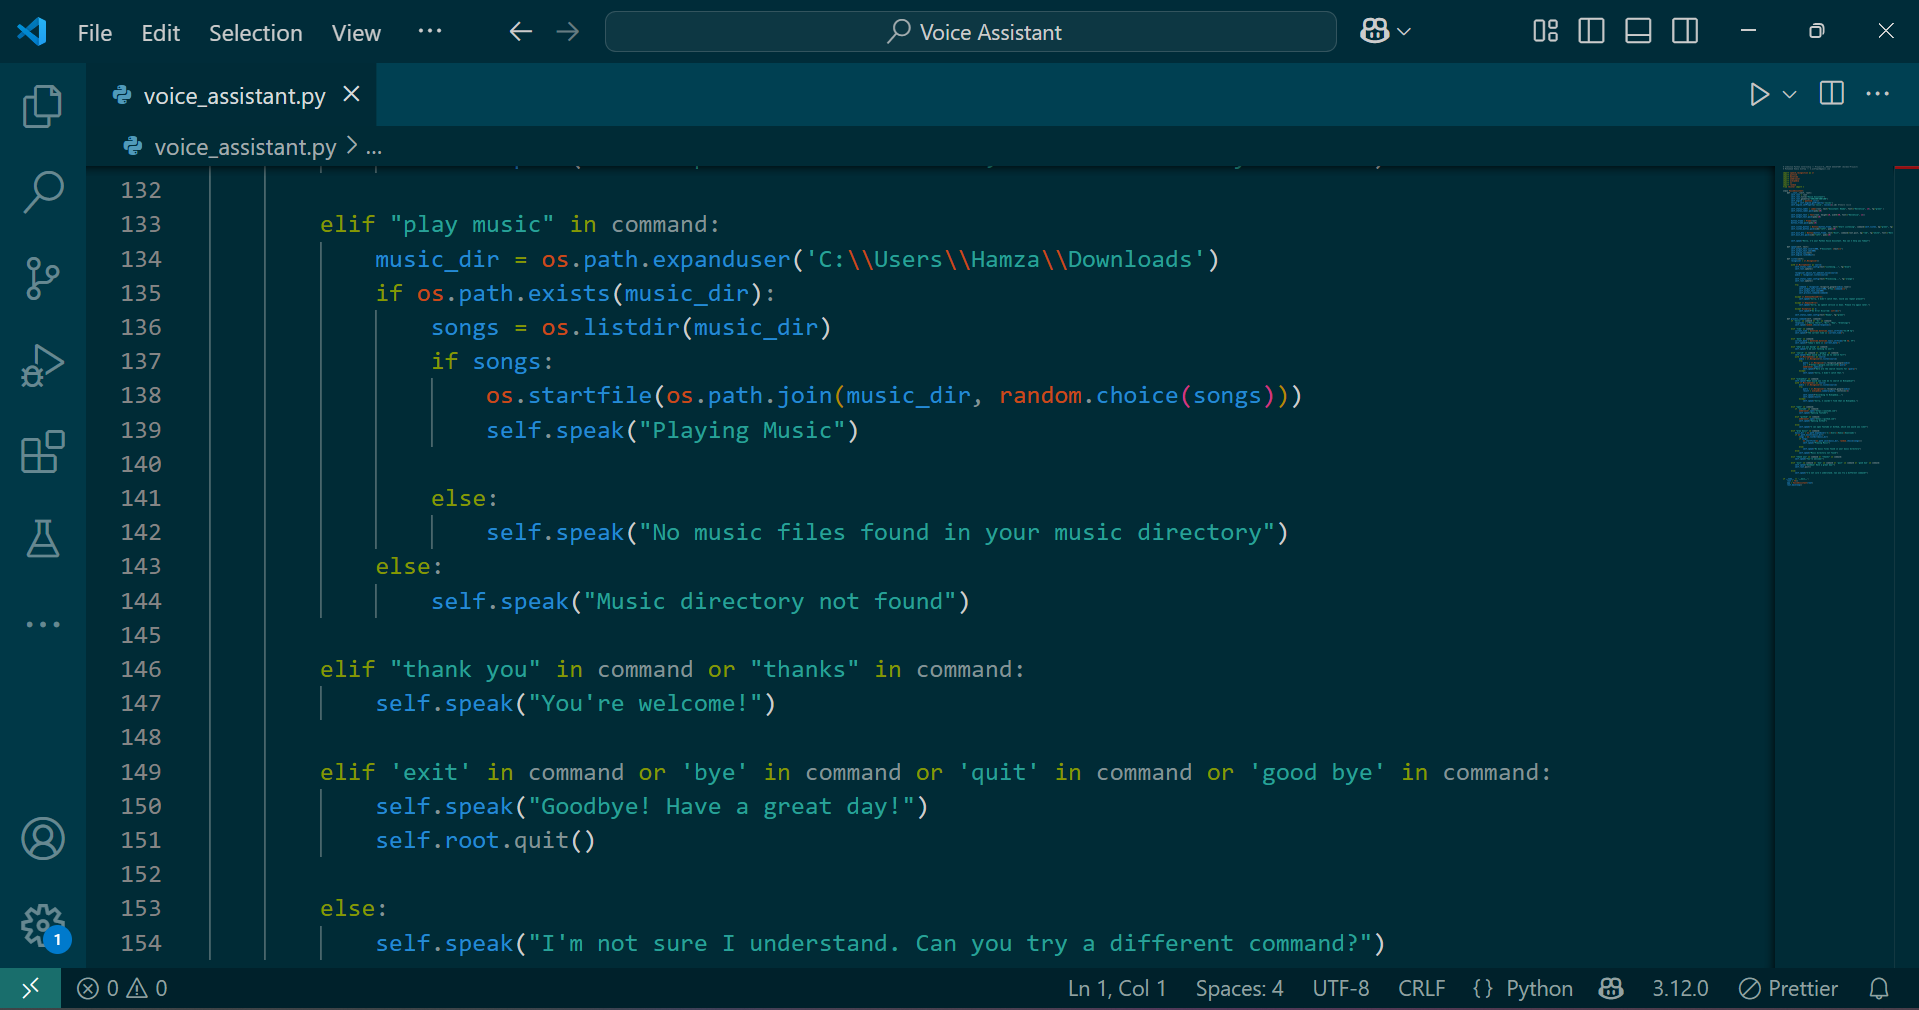 File Edit Selection View ... Voice Assistant
voice_assistant.py
voice_assistant.py > ...
132
133 elif "play music" in command:
134 music_dir = os.path.expanduser('C:\\Users\\Hamza\\Downloads')
135 if os.path.exists(music_dir):
136 songs = os.listdir(music_dir)
137 if songs:
138 os.startfile(os.path.join(music_dir, random.choice(songs)))
139 self.speak("Playing Music")
140
141 else:
142 self.speak("No music files found in your music directory")
143 else:
144 self.speak("Music directory not found")
145
146 elif "thank you" in command or "thanks" in command:
147 self.speak("You're welcome!")
148
149 elif 'exit' in command or 'bye' in command or 'quit' in command or 'good bye' in command:
150 self.speak("Goodbye! Have a great day!")
151 self.root.quit()
152
153 else:
154 self.speak("I'm not sure I understand. Can you try a different command?")
1
0 0 Ln 1, Col 1 Spaces: 4 UTF-8 CRLF {} Python 3.12.0 Prettier